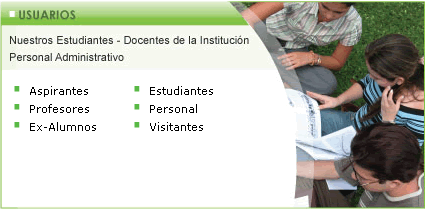 USUARIOS
Nuestros Estudiantes - Docentes de la Institución
Personal Administrativo
Aspirantes
Estudiantes
Profesores
Personal
Ex-Alumnos
Visitantes